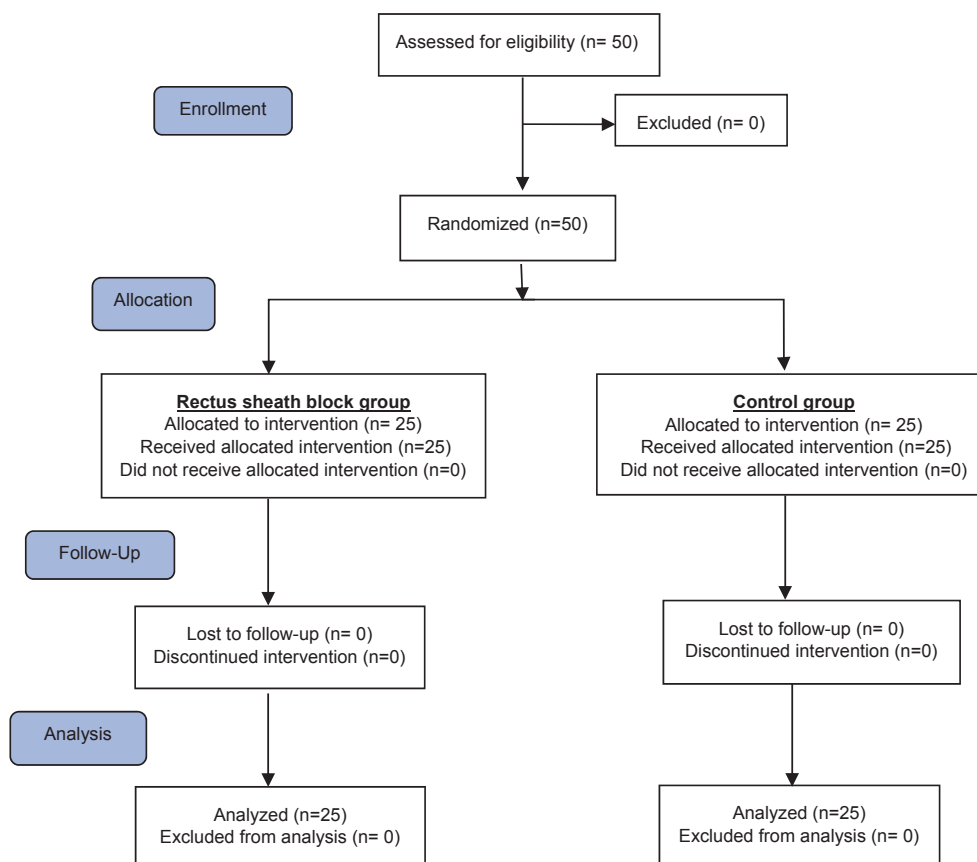 Assessed for eligibility (n= 50)
Enrollment
Excluded (n= 0)
Randomized (n=50)
Allocation
Rectus sheath block group
Allocated to intervention (n= 25)
Received allocated intervention (n=25)
Did not receive allocated intervention (n=0)
Control group
Allocated to intervention (n= 25)
Received allocated intervention (n=25)
Did not receive allocated intervention (n=0)
Follow-Up
Lost to follow-up (n= 0)
Discontinued intervention (n=0)
Lost to follow-up (n= 0)
Discontinued intervention (n=0)
Analysis
Analyzed (n=25)
Excluded from analysis (n= 0)
Analyzed (n=25)
Excluded from analysis (n= 0)